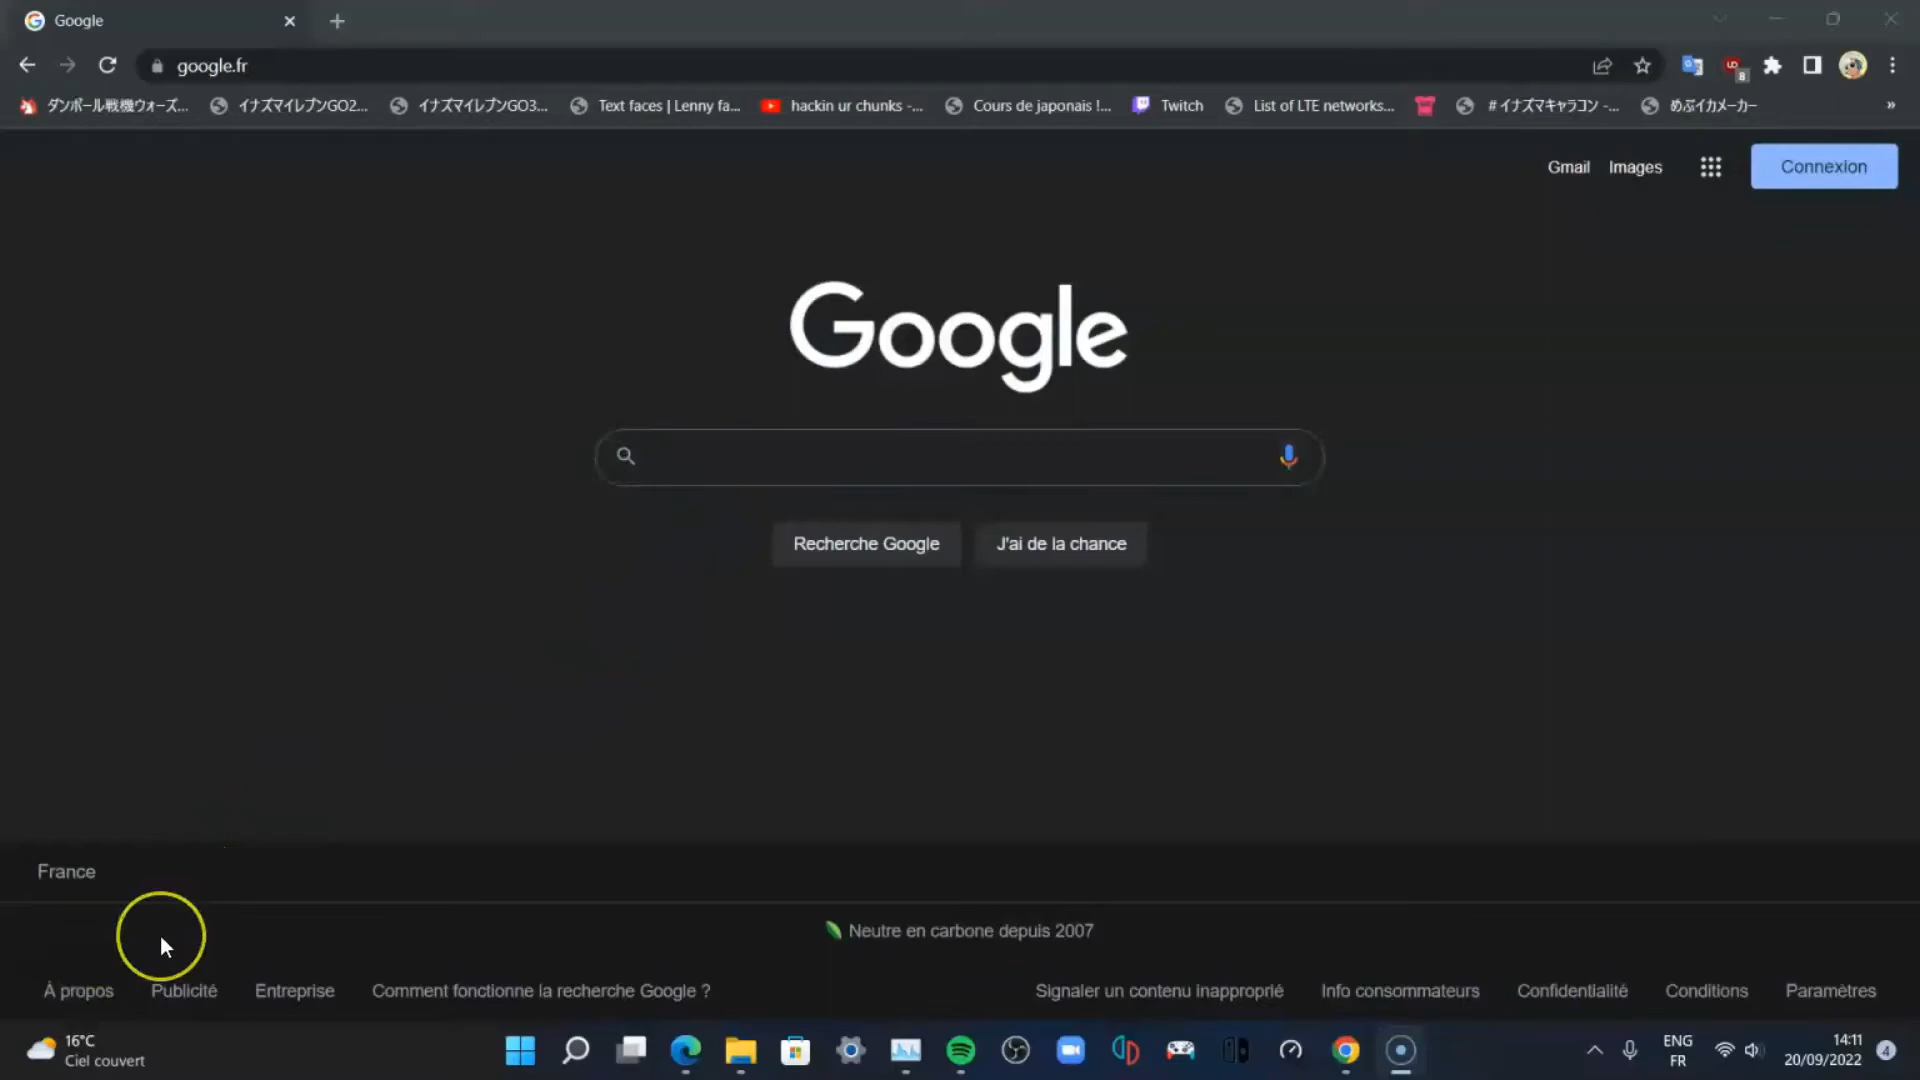 Google
google.fr
ダンボール戦機ウォーズ...
イナズマイレブンGO2...
イナズマイレブンGO3...
Text faces | Lenny fa...
hackin ur chunks -...
Cours de japonais !...
Twitch
List of LTE networks...
#イナズマキャラコン -...
めぶイカメーカー
»
Gmail
Images
Connexion
Google
Recherche Google
J'ai de la chance
France
Neutre en carbone depuis 2007
À propos
Publicité
Entreprise
Comment fonctionne la recherche Google ?
Signaler un contenu inapproprié
Info consommateurs
Confidentialité
Conditions
Paramètres
16°C
Ciel couvert
ENG
FR
14:11
20/09/2022
4
8